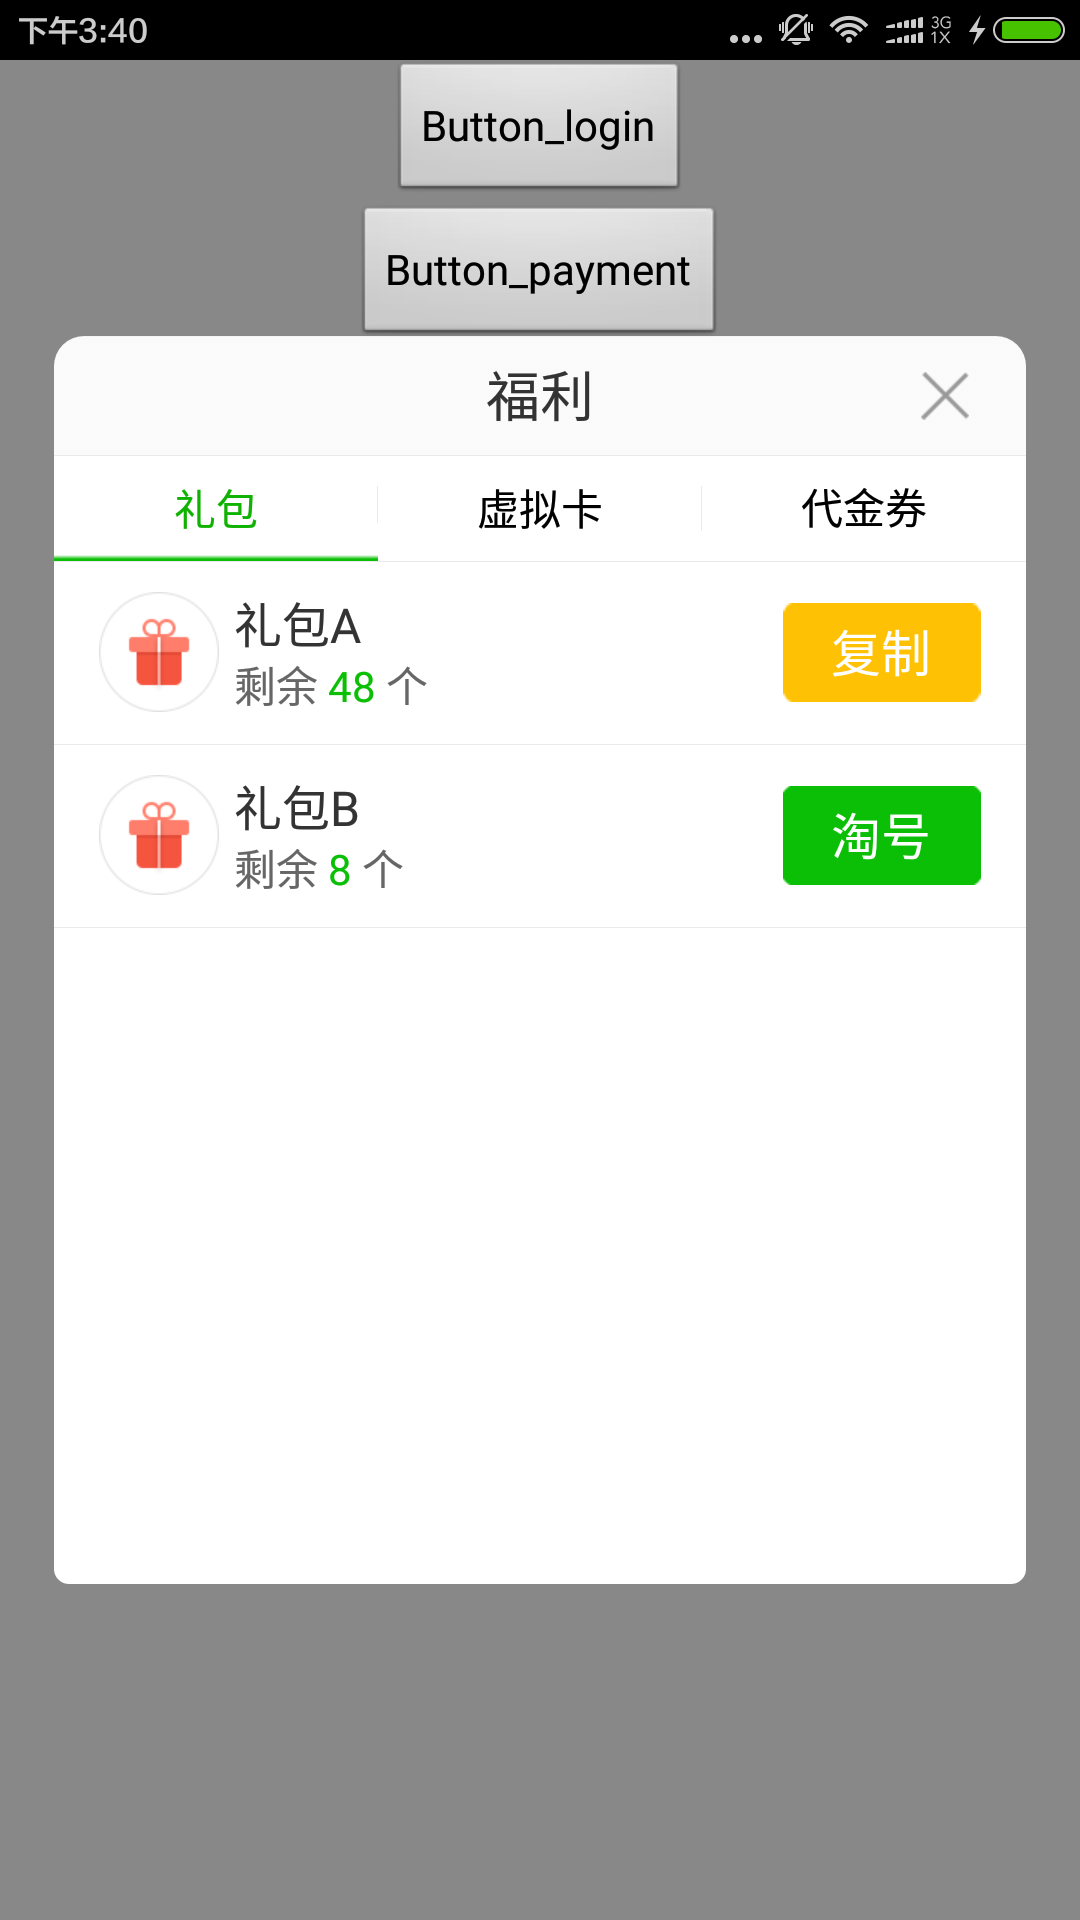 下午3:40
3G
1X
Button_login
Button_payment
福利
礼包 虚拟卡 代金券
礼包A
剩余 48 个
复制
礼包B
剩余 8 个
淘号